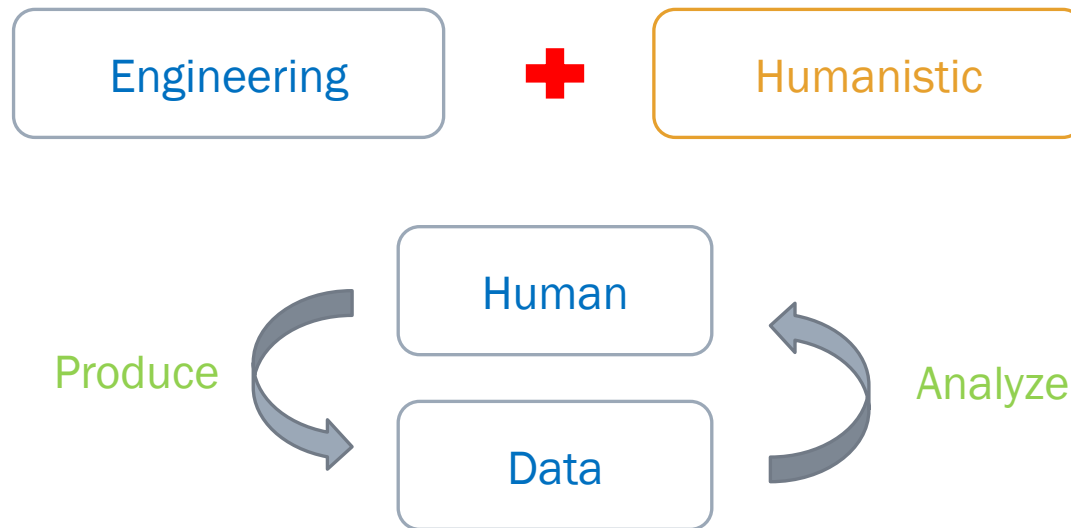 Engineering
Humanistic
Human
Produce
Analyze
Data